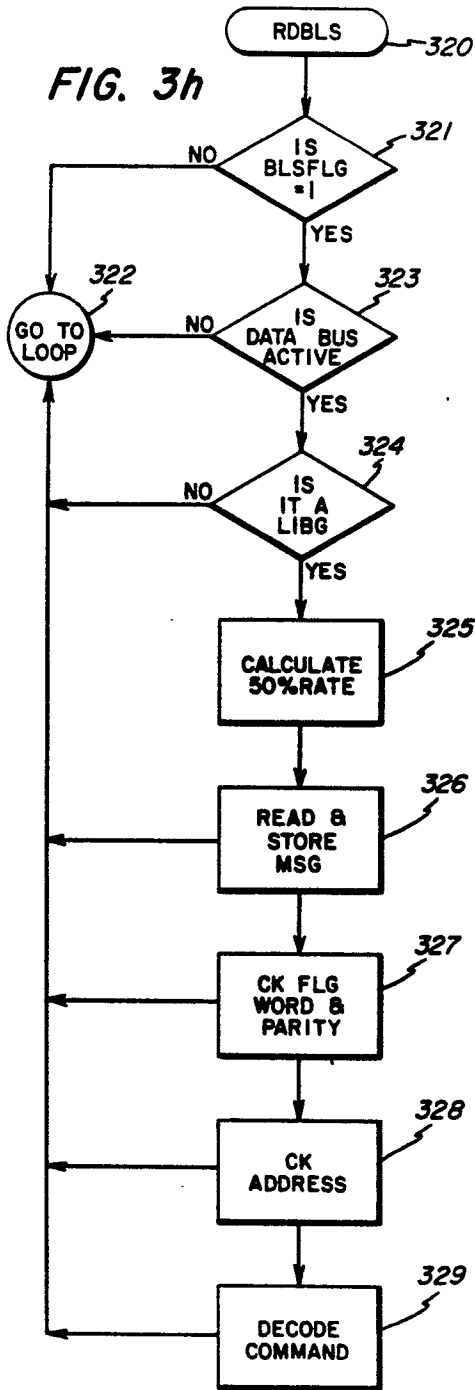 RDBLS
320
FIG. 3h
IS
BLSFLG
=1
321
NO
YES
322
GO TO
LOOP
IS
DATA BUS
ACTIVE
323
NO
YES
IS
IT A
LIBG
324
NO
YES
CALCULATE
50%RATE
325
READ &
STORE
MSG
326
CK FLG
WORD &
PARITY
327
CK
ADDRESS
328
DECODE
COMMAND
329